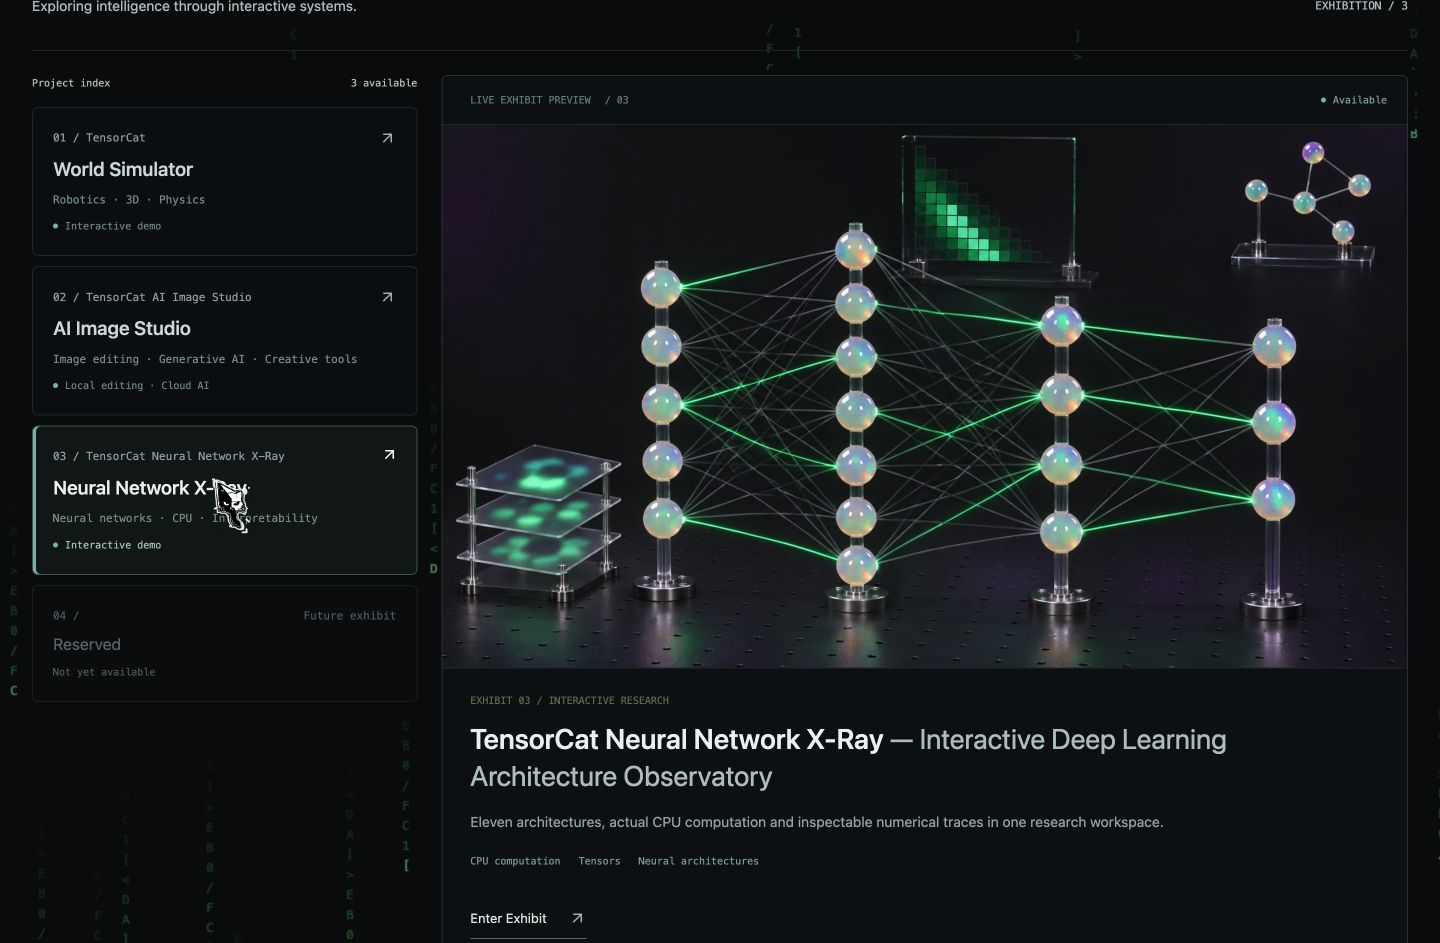 Exploring intelligence through interactive systems.
EXHIBITION / 3
Project index
3 available
01 / TensorCat
World Simulator
Robotics · 3D · Physics
Interactive demo
02 / TensorCat AI Image Studio
AI Image Studio
Image editing · Generative AI · Creative tools
Local editing · Cloud AI
03 / TensorCat Neural Network X-Ray
Neural Network
Neural networks · CPU ·
Interactive demo
04 /
Future exhibit
Reserved
Not yet available
LIVE EXHIBIT PREVIEW / 03
Available
EXHIBIT 03 / INTERACTIVE RESEARCH
TensorCat Neural Network X-Ray — Interactive Deep Learning
Architecture Observatory
Eleven architectures, actual CPU computation and inspectable numerical traces in one research workspace.
CPU computation
Tensors
Neural architectures
Enter Exhibit